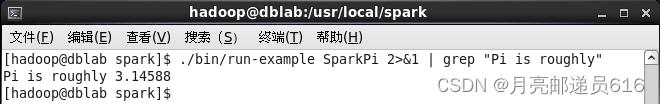 hadoop@dblab:/usr/local/spark
文件(F) 编辑(E) 查看(V) 搜索 (S) 终端(T) 帮助(H)
[hadoop@dblab spark]$ ./bin/run-example SparkPi 2>&1 | grep "Pi is roughly"
Pi is roughly 3.14588
[hadoop@dblab spark]$
CSDN @月亮邮递员616